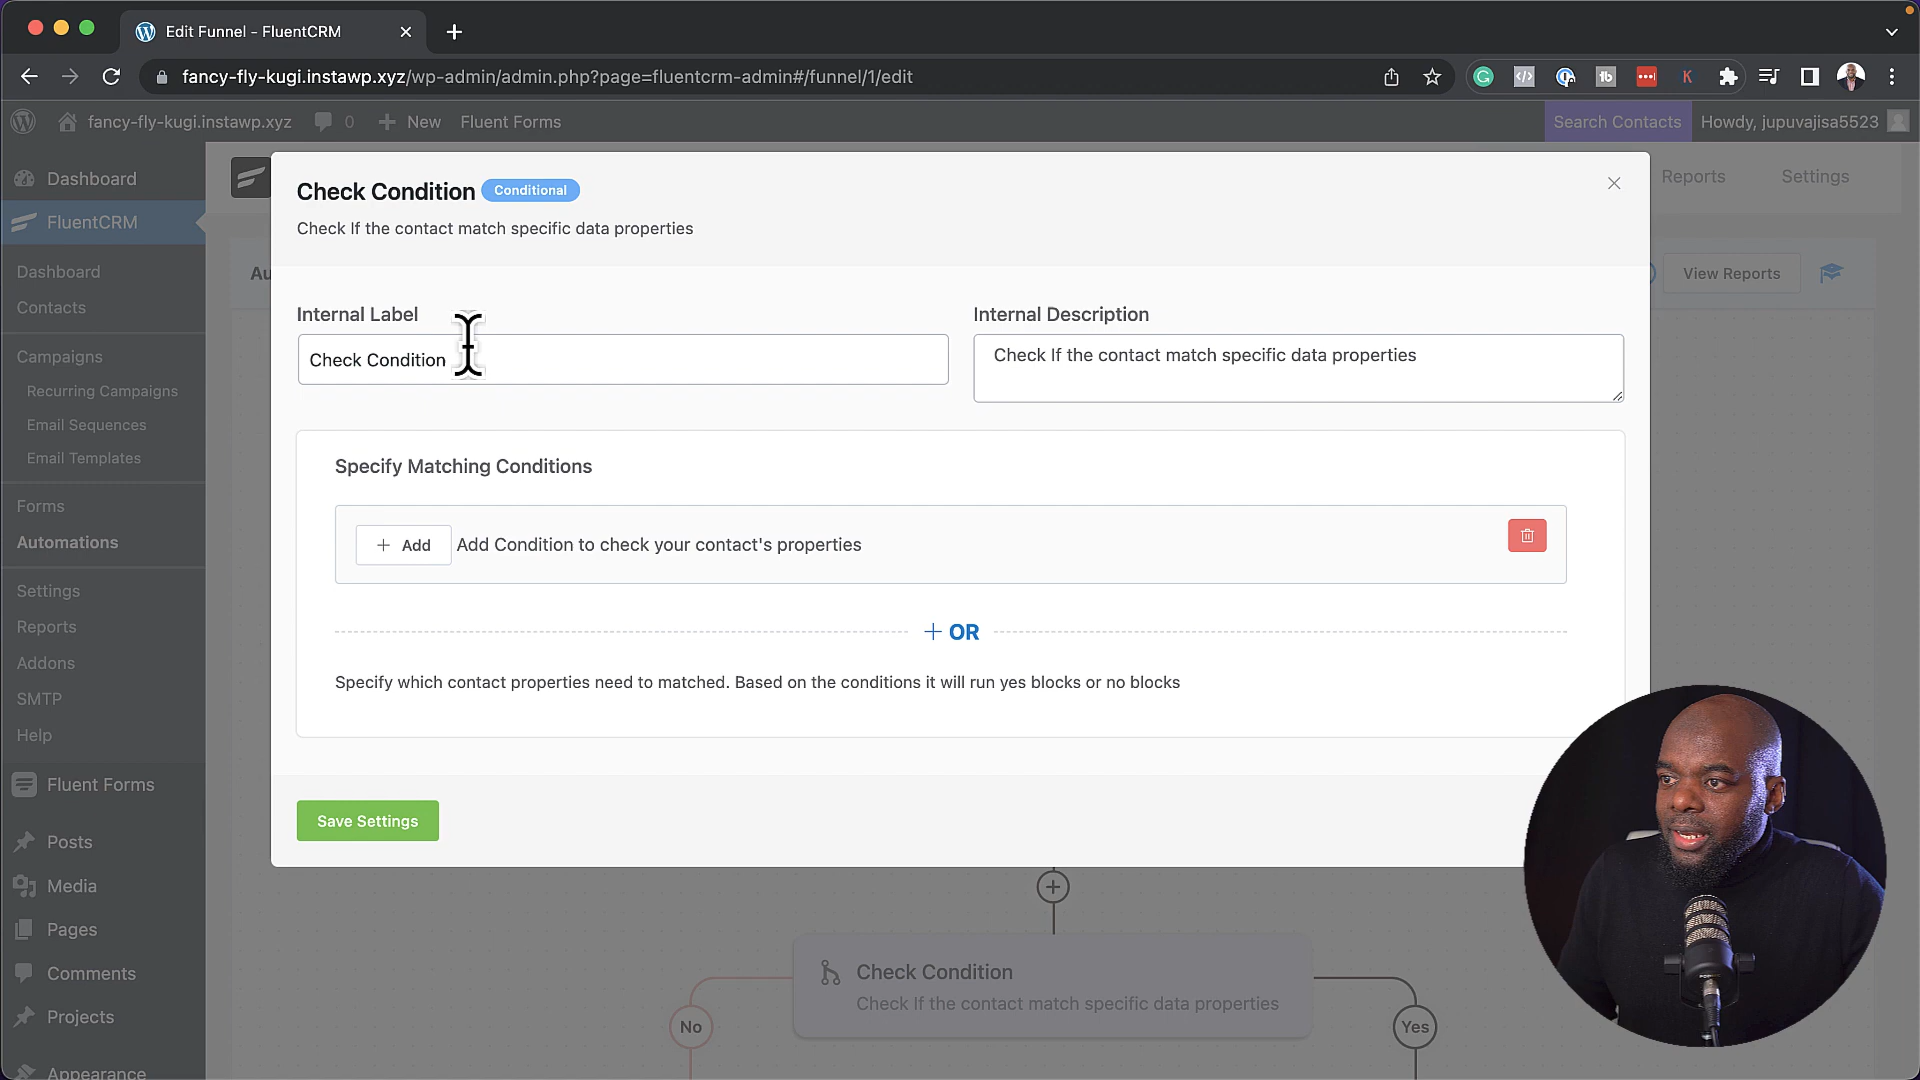 Edit Funnel - FluentCRM
fancy-fly-kugi.instawp.xyz/wp-admin/admin.php?page=fluentcrm-admin#/funnel/1/edit
fancy-fly-kugi.instawp.xyz
0
New
Fluent Forms
Search Contacts
Howdy, jupuvajisa5523
Dashboard
FluentCRM
Dashboard
Contacts
Campaigns
Recurring Campaigns
Email Sequences
Email Templates
Forms
Automations
Settings
Reports
Addons
SMTP
Help
Fluent Forms
Posts
Media
Pages
Comments
Projects
Appearance
Reports
Settings
Au
View Reports
Check Condition
Conditional
Check If the contact match specific data properties
Internal Label
Check Condition
Internal Description
Check If the contact match specific data properties
Specify Matching Conditions
+ Add
Add Condition to check your contact's properties
+ OR
Specify which contact properties need to matched. Based on the conditions it will run yes blocks or no blocks
Save Settings
Check Condition
Check If the contact match specific data properties
No
Yes